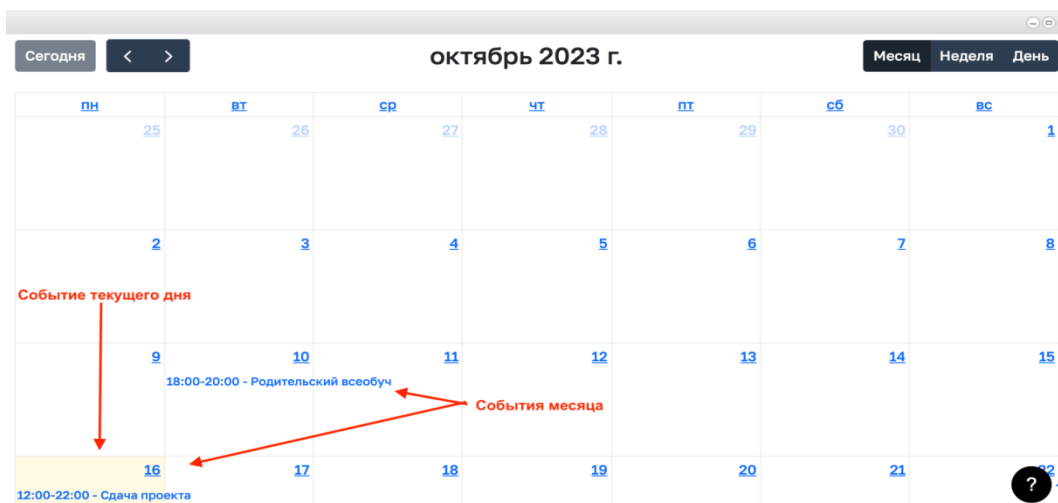 Сегодня < > октябрь 2023 г. Месяц Неделя День
пн вт ср чт пт сб вс
25 26 27 28 29 30 1
2 3 4 5 6 7 8
Событие текущего дня
9 10 11 12 13 14 15
18:00-20:00 - Родительский всеобуч
События месяца
16 17 18 19 20 21 22
?
12:00-22:00 - Сдача проекта